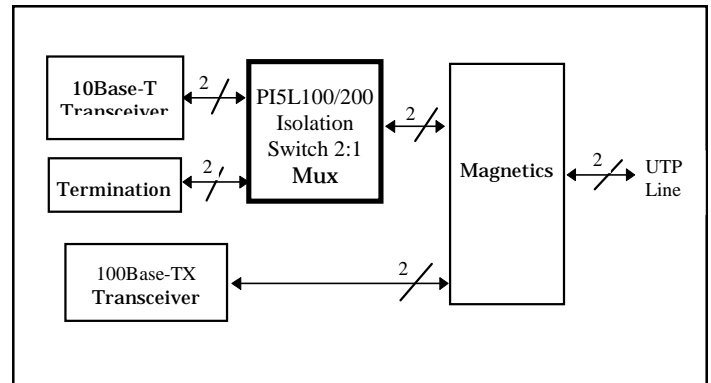 10Base-T
Transceiver
2
PI5L100/200
Isolation
Switch 2:1
Mux
2
Magnetics
2
UTP
Line
Termination
2
100Base-TX
Transceiver
2